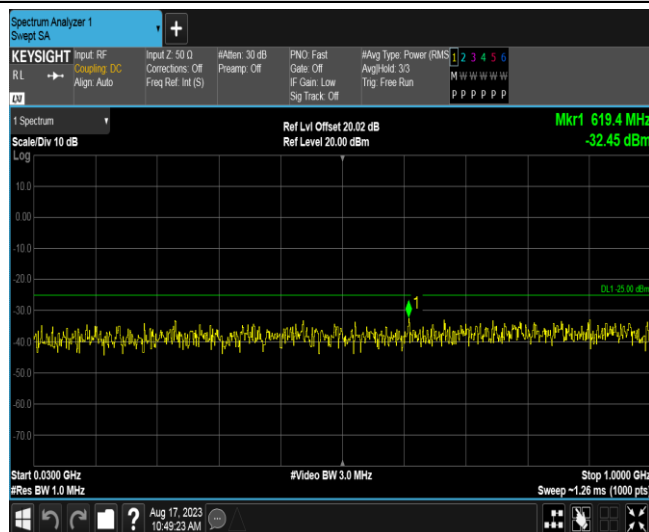 Spectrum Analyzer 1
Swept SA
KEYSIGHT
RL
LXI
Input: RF
Coupling: DC
Align: Auto
Input Z: 50 Ω
Corrections: Off
Freq Ref: Int (S)
#Atten: 30 dB
Preamp: Off
PNO: Fast
Gate: Off
IF Gain: Low
Sig Track: Off
#Avg Type: Power (RMS
Avg|Hold: 3/3
Trig: Free Run
1 2 3 4 5 6
M W W W W W
P P P P P P
1 Spectrum
Scale/Div 10 dB
Ref Lvl Offset 20.02 dB
Ref Level 20.00 dBm
Mkr1 619.4 MHz
-32.45 dBm
Log
10.0
0.00
-10.0
-20.0
DL1 -25.00 dBm
1
-30.0
-40.0
-50.0
-60.0
-70.0
Start 0.0300 GHz
#Video BW 3.0 MHz
Stop 1.0000 GHz
#Res BW 1.0 MHz
Sweep ~1.26 ms (1000 pts)
?
Aug 17, 2023
10:49:23 AM